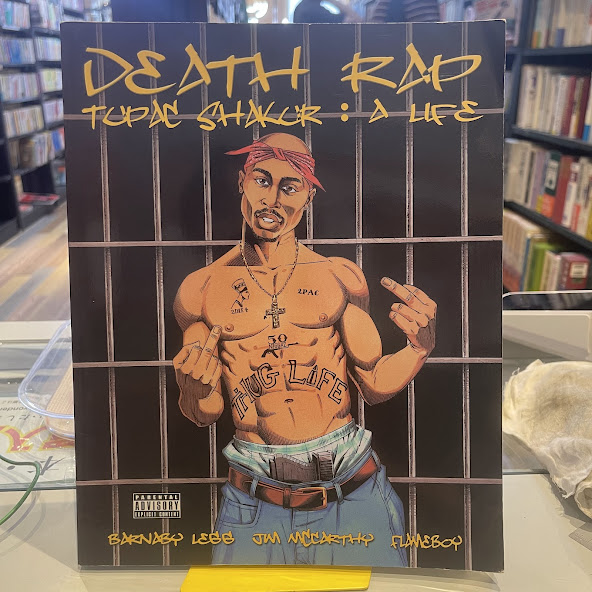 DEATH RAP
TUPAC SHAKUR : A LIFE
2PAC
THUG LIFE
PARENTAL
ADVISORY
EXPLICIT CONTENT
BARNABY LEGG JIM MCCARTHY FLAMEBOY